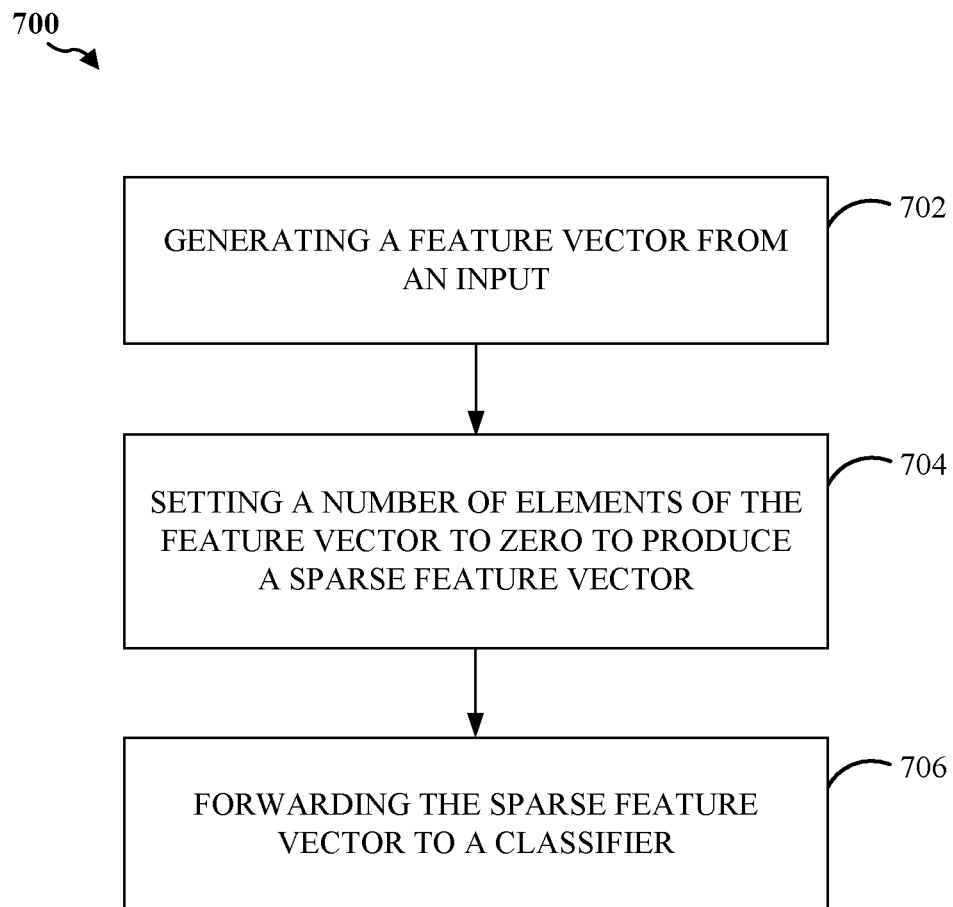 700
GENERATING A FEATURE VECTOR FROM
AN INPUT
702
SETTING A NUMBER OF ELEMENTS OF THE
FEATURE VECTOR TO ZERO TO PRODUCE
A SPARSE FEATURE VECTOR
704
FORWARDING THE SPARSE FEATURE
VECTOR TO A CLASSIFIER
706